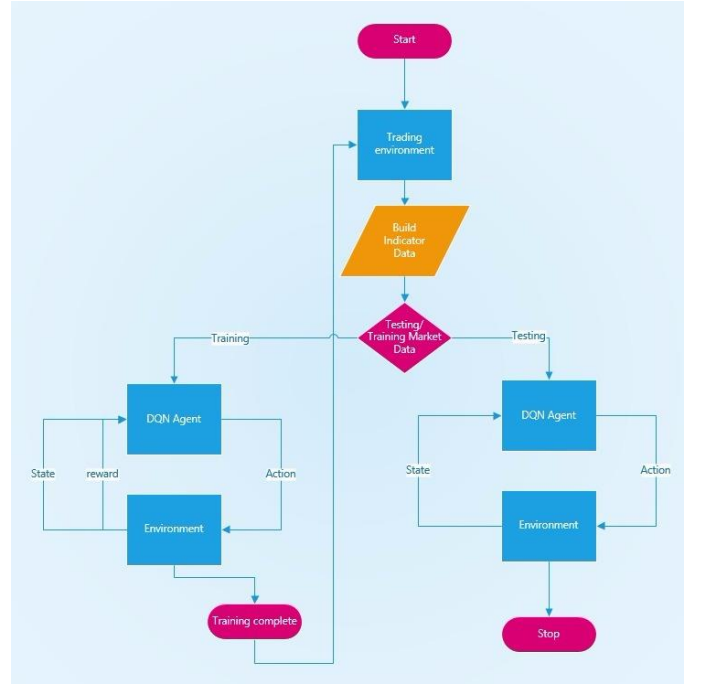 Start
Trading
environment
Build
Indicator
Data
Testing/
Training Market
Data
Training
Testing
DQN Agent
DQN Agent
State
reward
Action
State
Action
Environment
Environment
Training complete
Stop